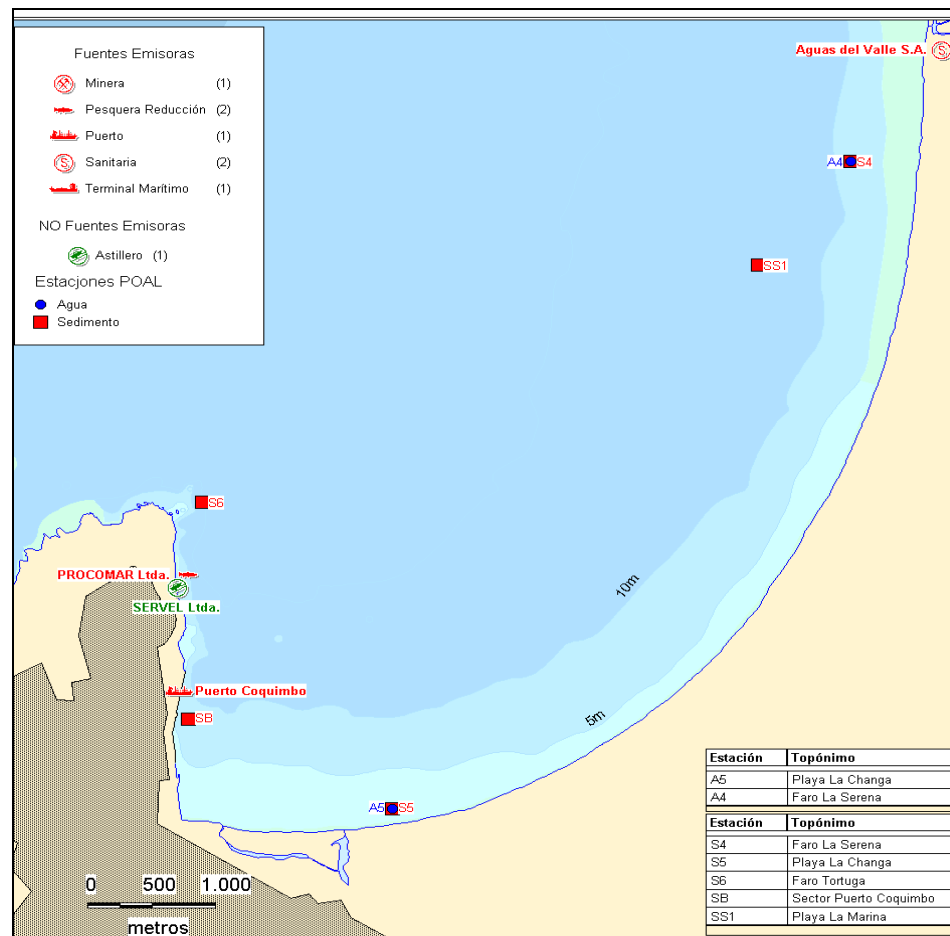 Fuentes Emisoras
Minera (1)
Pesquera Reducción (2)
Puerto (1)
Sanitaria (2)
Terminal Marítimo (1)
NO Fuentes Emisoras
Astillero (1)
Estaciones POAL
Agua
Sedimento
Aguas del Valle S.A.
S
A4 S4
SS1
S6
PROCOMAR Ltda.
SERVEL Ltda.
10m
Puerto Coquimbo
SB
5m
A5 S5
0 500 1.000
metros
Estación Topónimo
A5 Playa La Changa
A4 Faro La Serena
Estación Topónimo
S4 Faro La Serena
S5 Playa La Changa
S6 Faro Tortuga
SB Sector Puerto Coquimbo
SS1 Playa La Marina